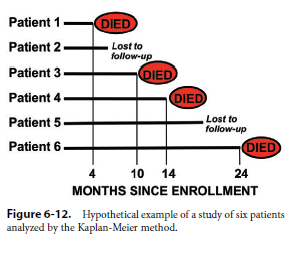 Patient 1 DIED
Patient 2 Lost to
follow-up
Patient 3 DIED
Patient 4 DIED
Patient 5 Lost to
follow-up
Patient 6 DIED
4 10 14 24
MONTHS SINCE ENROLLMENT
Figure 6-12. Hypothetical example of a study of six patients
analyzed by the Kaplan-Meier method.